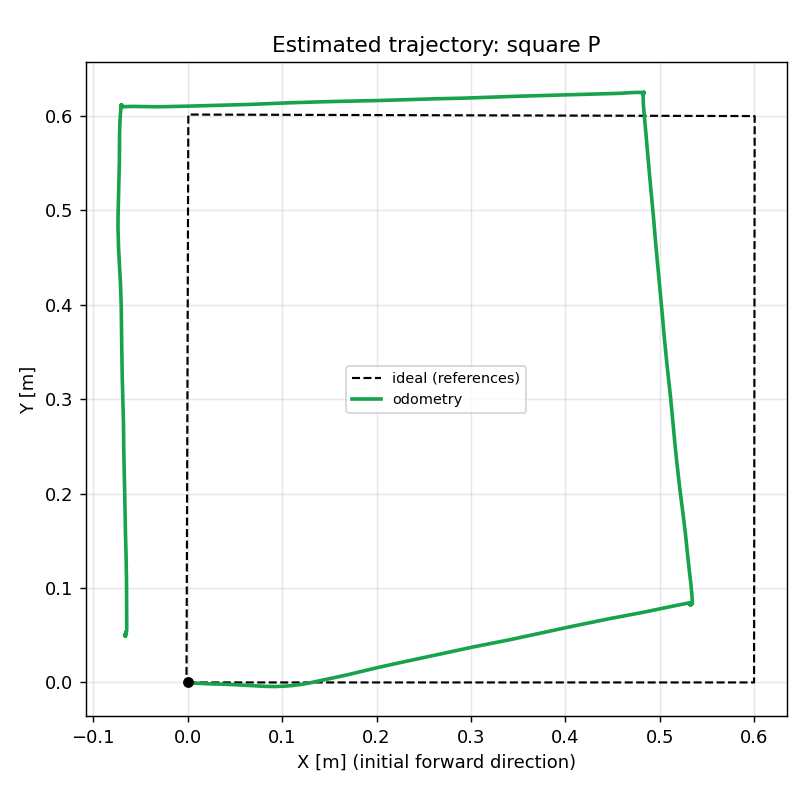 Estimated trajectory: square P
Y [m]
0.6
0.5
0.4
0.3
0.2
0.1
0.0
ideal (references)
odometry
−0.1 0.0 0.1 0.2 0.3 0.4 0.5 0.6
X [m] (initial forward direction)